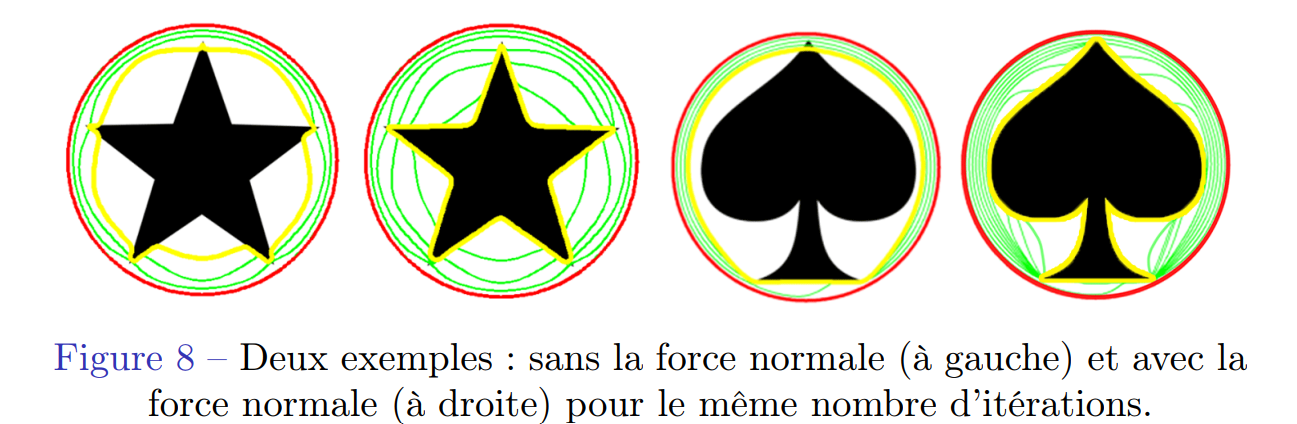 Figure 8 – Deux exemples : sans la force normale (à gauche) et avec la
force normale (à droite) pour le même nombre d'itérations.